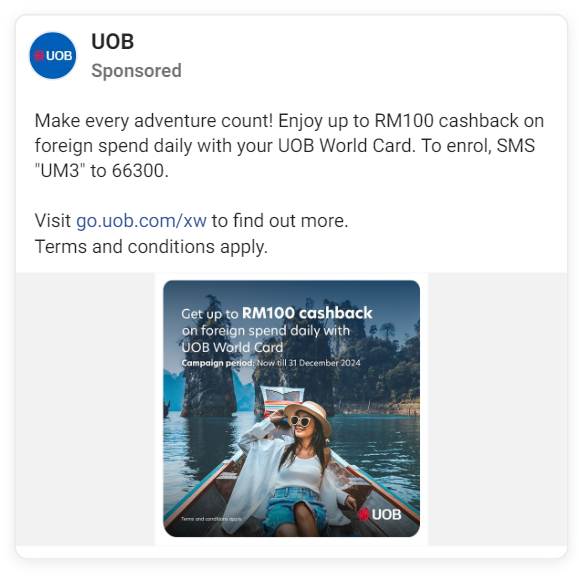 UOB
UOB
Sponsored
Make every adventure count! Enjoy up to RM100 cashback on
foreign spend daily with your UOB World Card. To enrol, SMS
"UM3" to 66300.
Visit go.uob.com/xw to find out more.
Terms and conditions apply.
Get up to RM100 cashback
on foreign spend daily with
UOB World Card
Campaign period: Now till 31 December 2024
Terms and conditions apply.
UOB